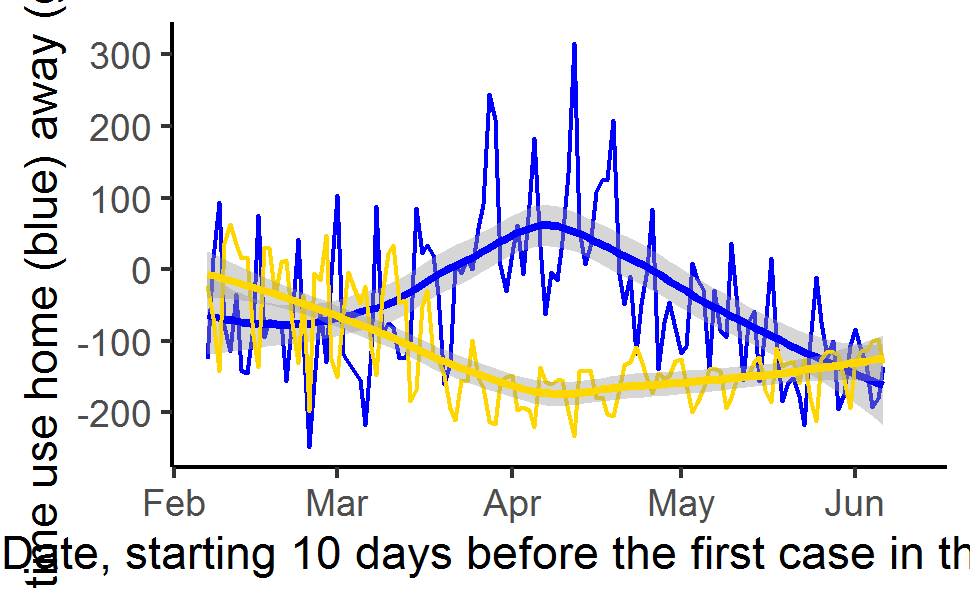 time use home (blue) away (
300
200
100
0
-100
-200
Feb Mar Apr May Jun
Date, starting 10 days before the first case in th